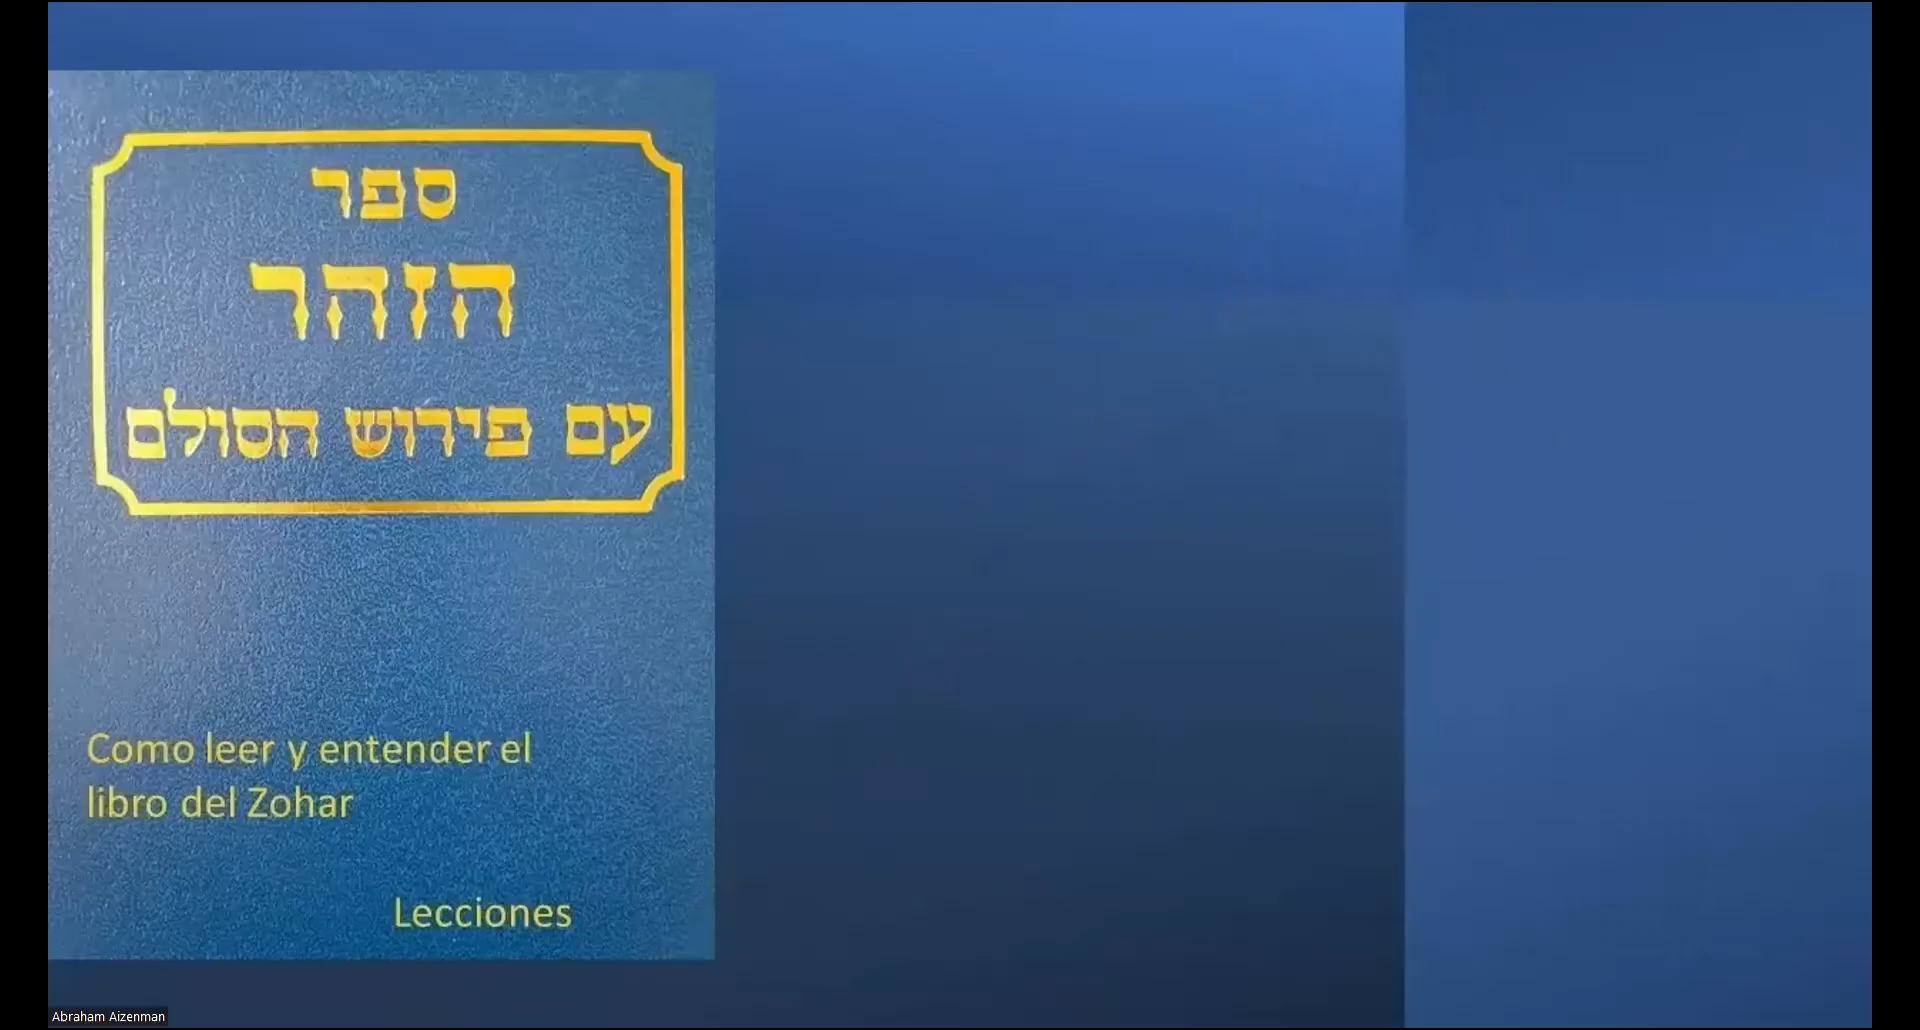 ספר
הזהר
עם פירוש הסולם
Como leer y entender el
libro del Zohar
Lecciones
Abraham Aizenman